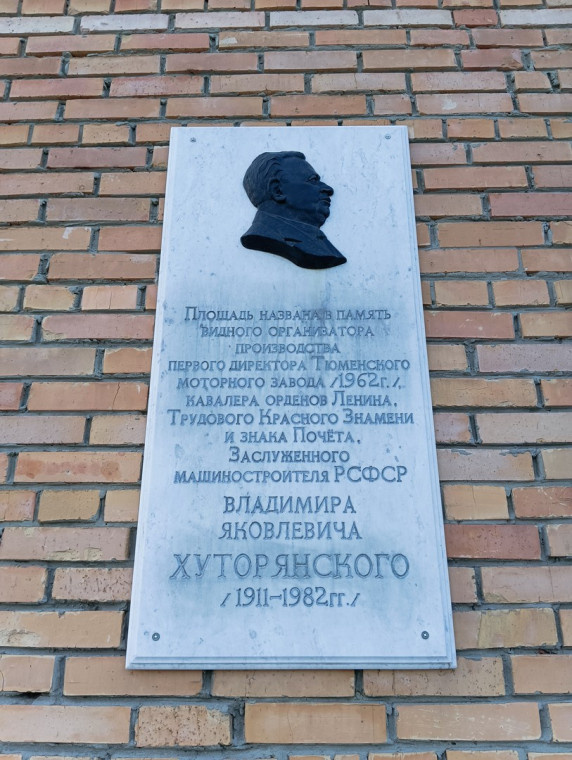 Площадь названа в память
видного организатора
производства
первого директора Тюменского
моторного завода /1962г./,
кавалера орденов Ленина,
Трудового Красного Знамени
и знака Почёта,
Заслуженного
машиностроителя РСФСР
ВЛАДИМИРА
ЯКОВЛЕВИЧА
ХУТОРЯНСКОГО
/1911-1982гг./